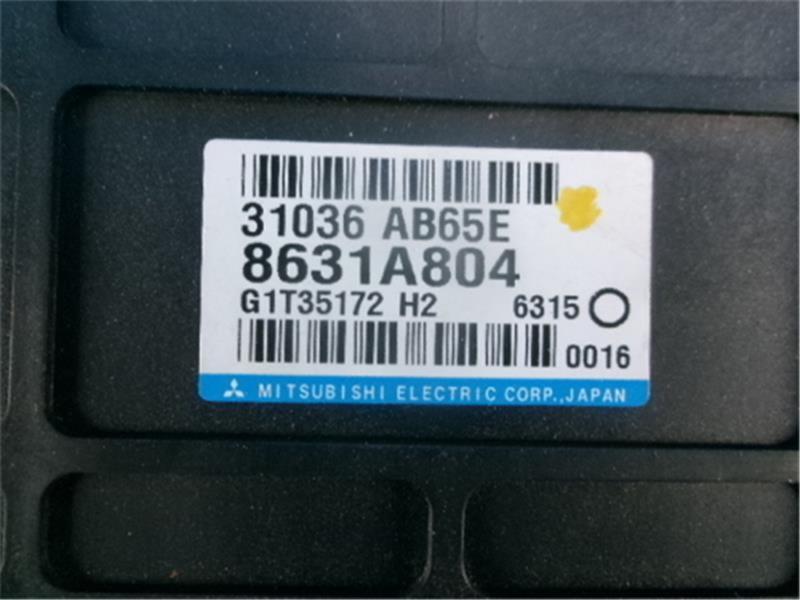 31036 AB65E
8631A804
G1T35172 H2 6315
0016
MITSUBISHI ELECTRIC CORP.,JAPAN